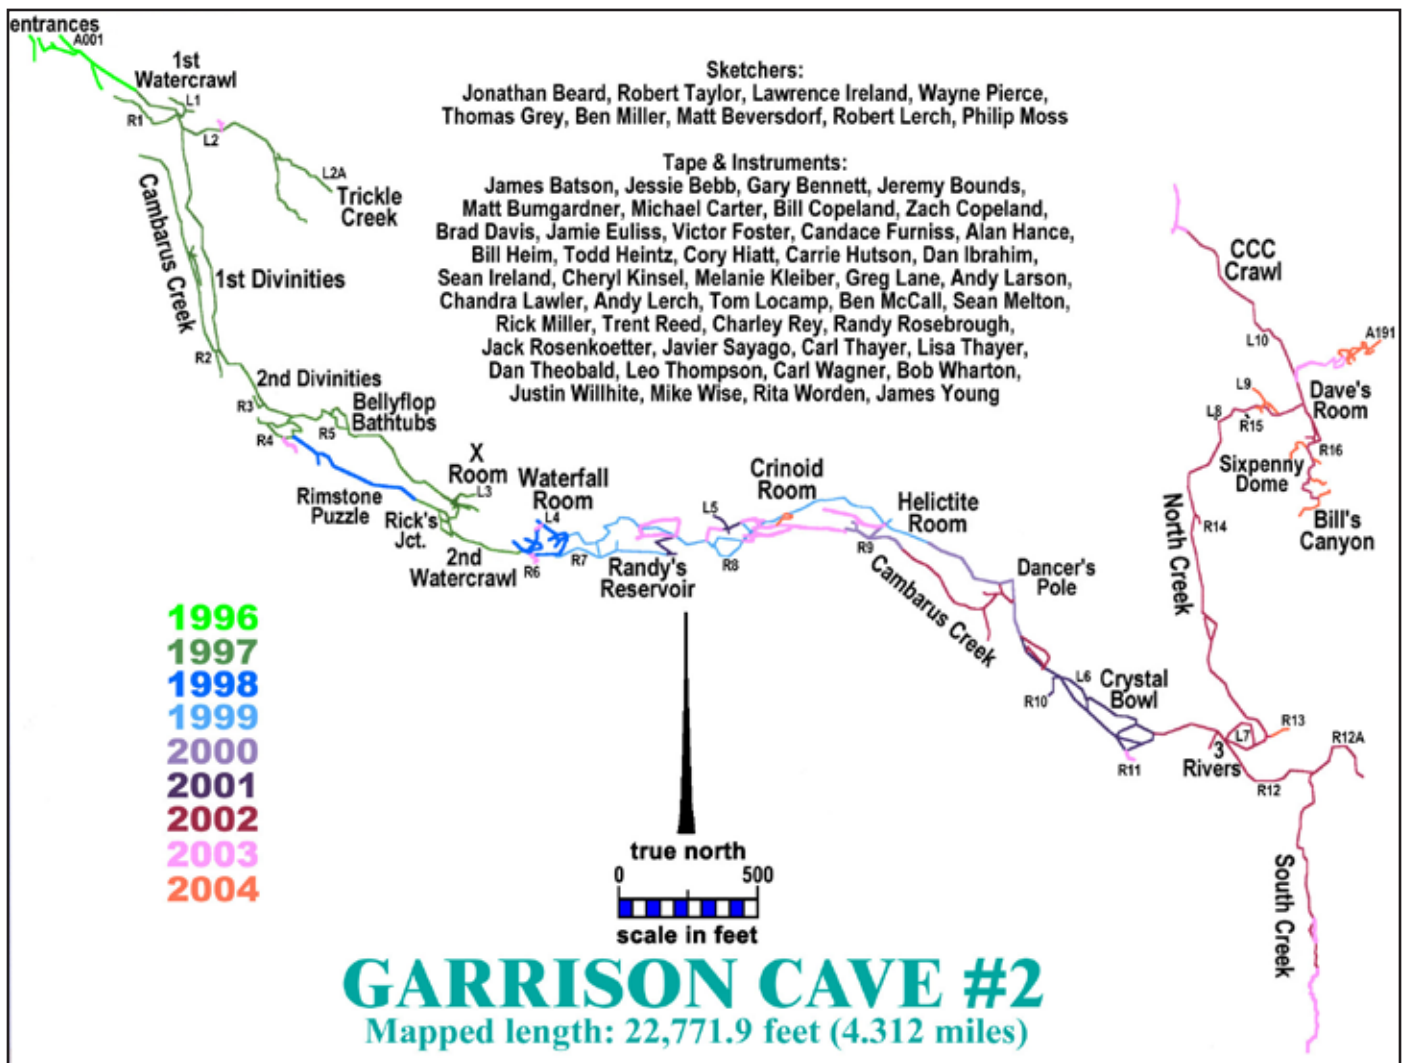 entrances
A001
1st
Watercrawl
L1
R1
L2
L2A
Trickle
Creek
Cambarus Creek
1st Divinities
R2
2nd Divinities
R3
Bellyflop
Bathtubs
R4
R5
X
Room
L3
Rimstone
Puzzle
Rick's
Jct.
2nd
Watercrawl
Waterfall
Room
L4
R6
R7
Randy's
Reservoir
L5
R8
Crinoid
Room
Helictite
Room
R9
Cambarus Creek
Dancer's
Pole
L6
R10
Crystal
Bowl
R11
3
Rivers
L7
R13
R12
R12A
South Creek
North Creek
R14
L8
R15
L9
L10
CCC
Crawl
A191
Dave's
Room
R16
Sixpenny
Dome
Bill's
Canyon
Sketchers:
Jonathan Beard, Robert Taylor, Lawrence Ireland, Wayne Pierce,
Thomas Grey, Ben Miller, Matt Beversdorf, Robert Lerch, Philip Moss
Tape & Instruments:
James Batson, Jessie Bebb, Gary Bennett, Jeremy Bounds,
Matt Bumgardner, Michael Carter, Bill Copeland, Zach Copeland,
Brad Davis, Jamie Euliss, Victor Foster, Candace Furniss, Alan Hance,
Bill Heim, Todd Heintz, Cory Hiatt, Carrie Hutson, Dan Ibrahim,
Sean Ireland, Cheryl Kinsel, Melanie Kleiber, Greg Lane, Andy Larson,
Chandra Lawler, Andy Lerch, Tom Locamp, Ben McCall, Sean Melton,
Rick Miller, Trent Reed, Charley Rey, Randy Rosebrough,
Jack Rosenkoetter, Javier Sayago, Carl Thayer, Lisa Thayer,
Dan Theobald, Leo Thompson, Carl Wagner, Bob Wharton,
Justin Willhite, Mike Wise, Rita Worden, James Young
1996
1997
1998
1999
2000
2001
2002
2003
2004
true north
0 500
scale in feet
GARRISON CAVE #2
Mapped length: 22,771.9 feet (4.312 miles)